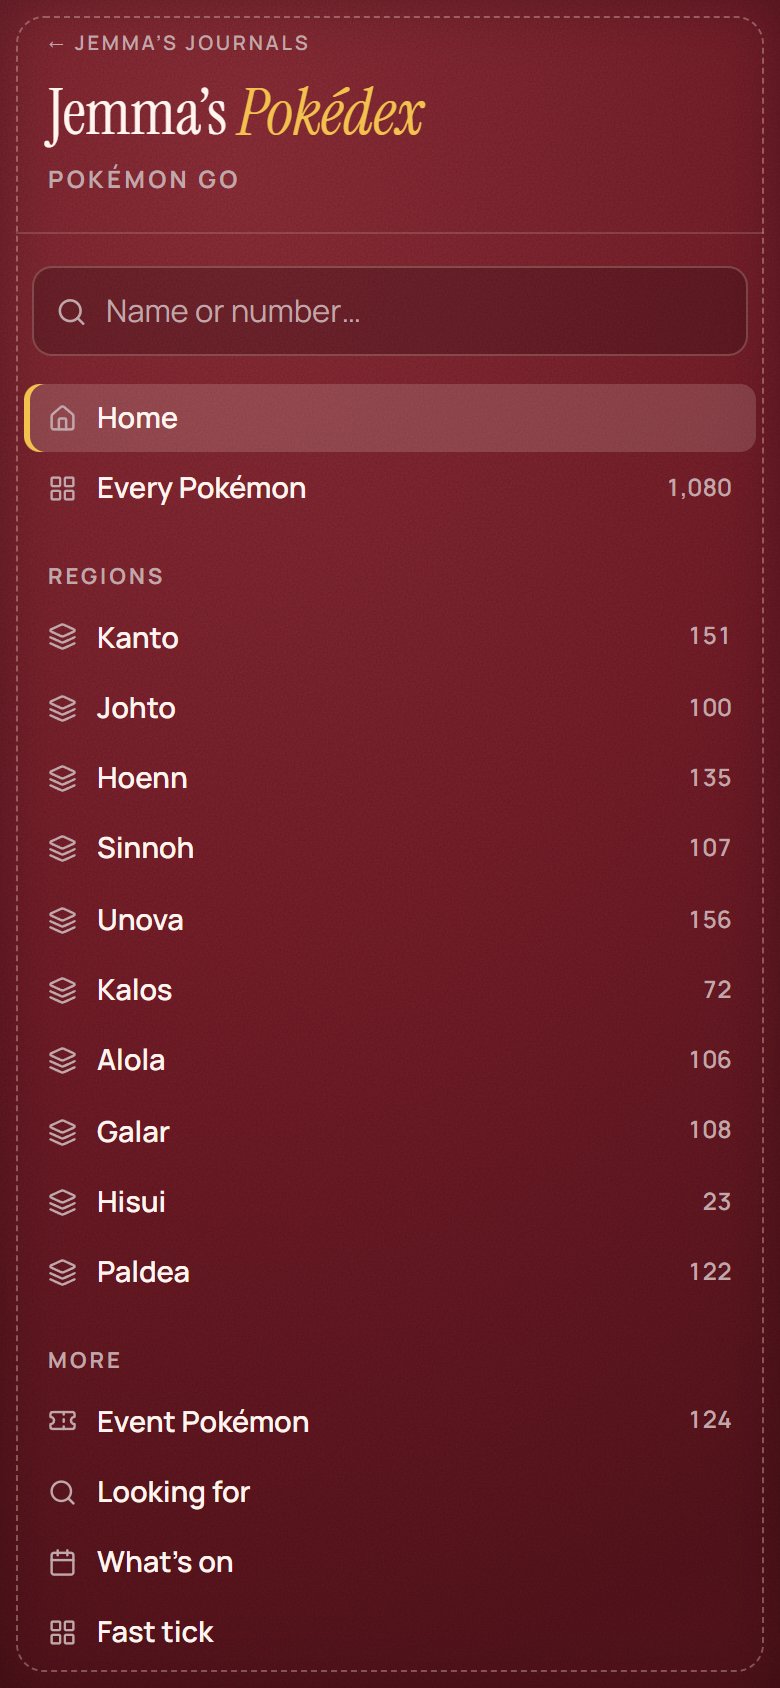 ← JEMMA’S JOURNALS
Jemma’s Pokédex
POKÉMON GO
Name or number…
Home
Every Pokémon 1,080
REGIONS
Kanto 151
Johto 100
Hoenn 135
Sinnoh 107
Unova 156
Kalos 72
Alola 106
Galar 108
Hisui 23
Paldea 122
MORE
Event Pokémon 124
Looking for
What’s on
Fast tick